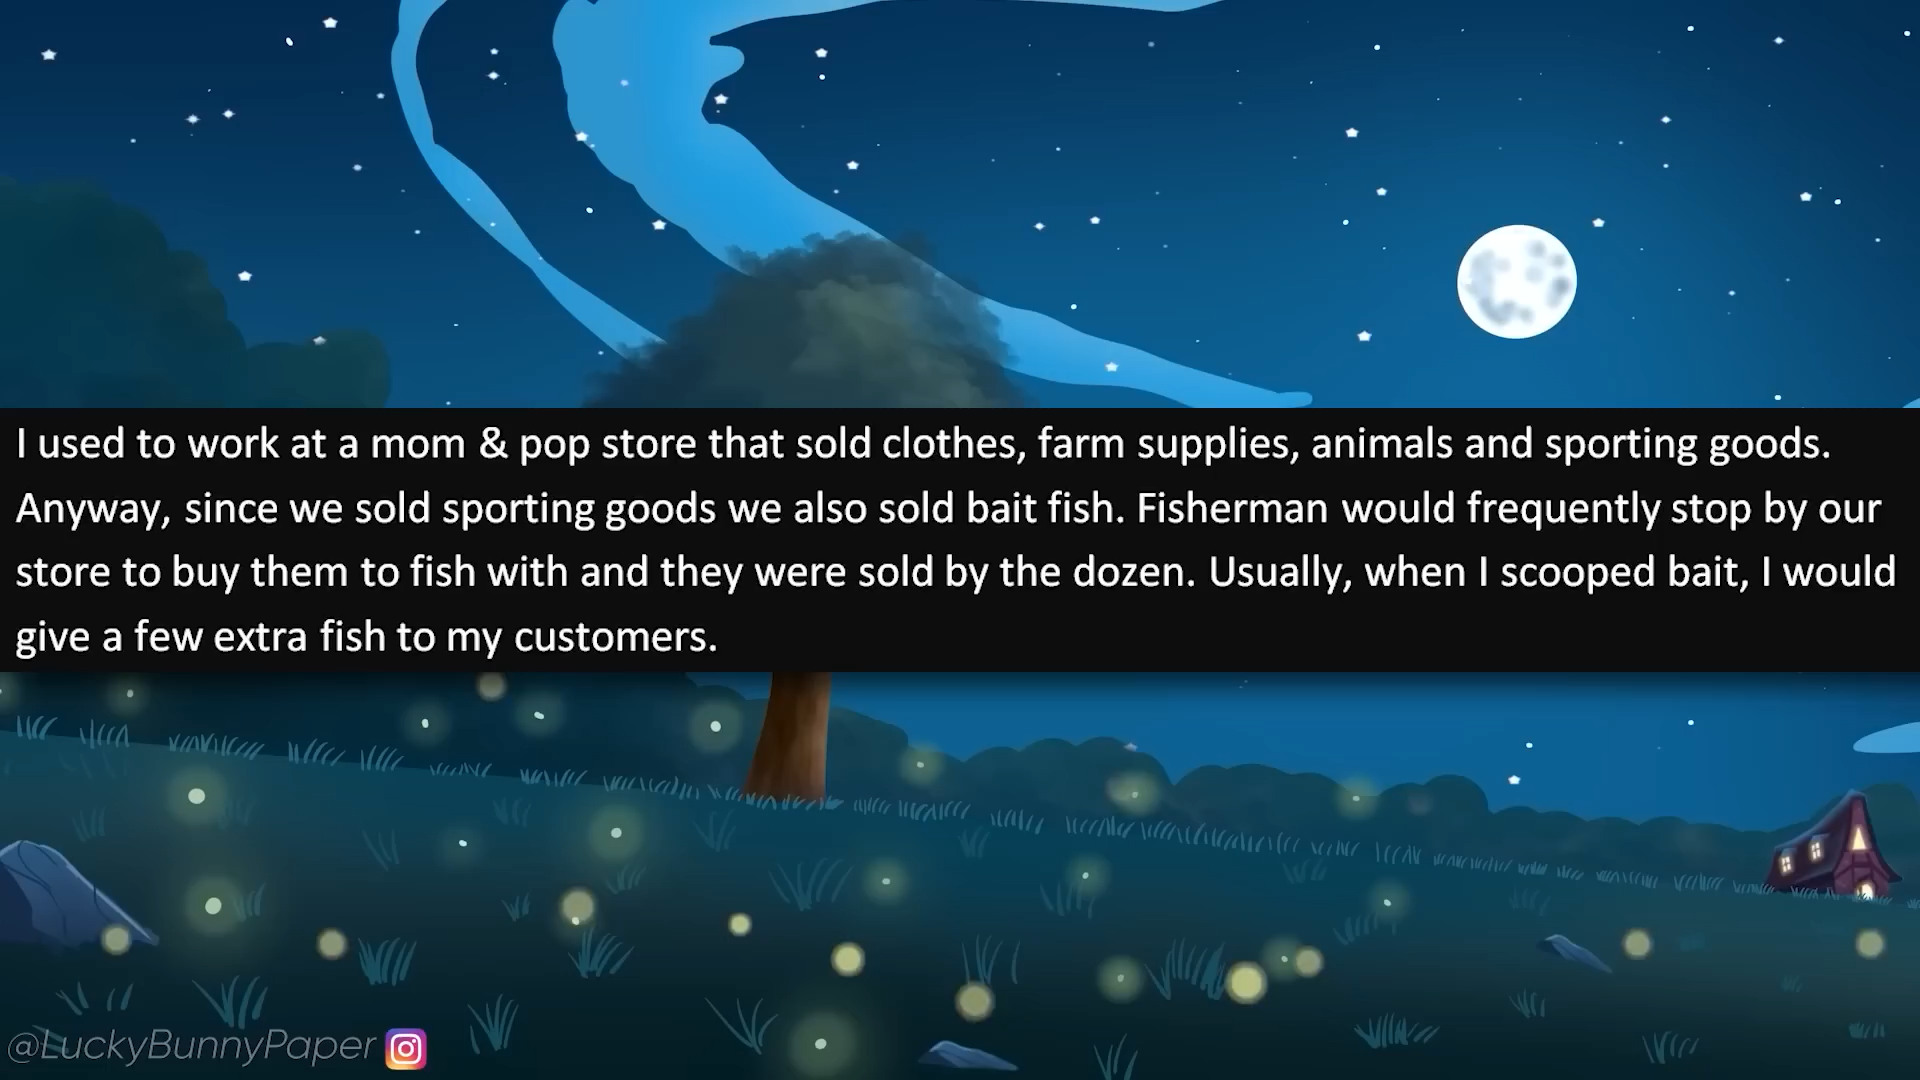 I used to work at a mom & pop store that sold clothes, farm supplies, animals and sporting goods.
Anyway, since we sold sporting goods we also sold bait fish. Fisherman would frequently stop by our
store to buy them to fish with and they were sold by the dozen. Usually, when I scooped bait, I would
give a few extra fish to my customers.
@LuckyBunnyPaper